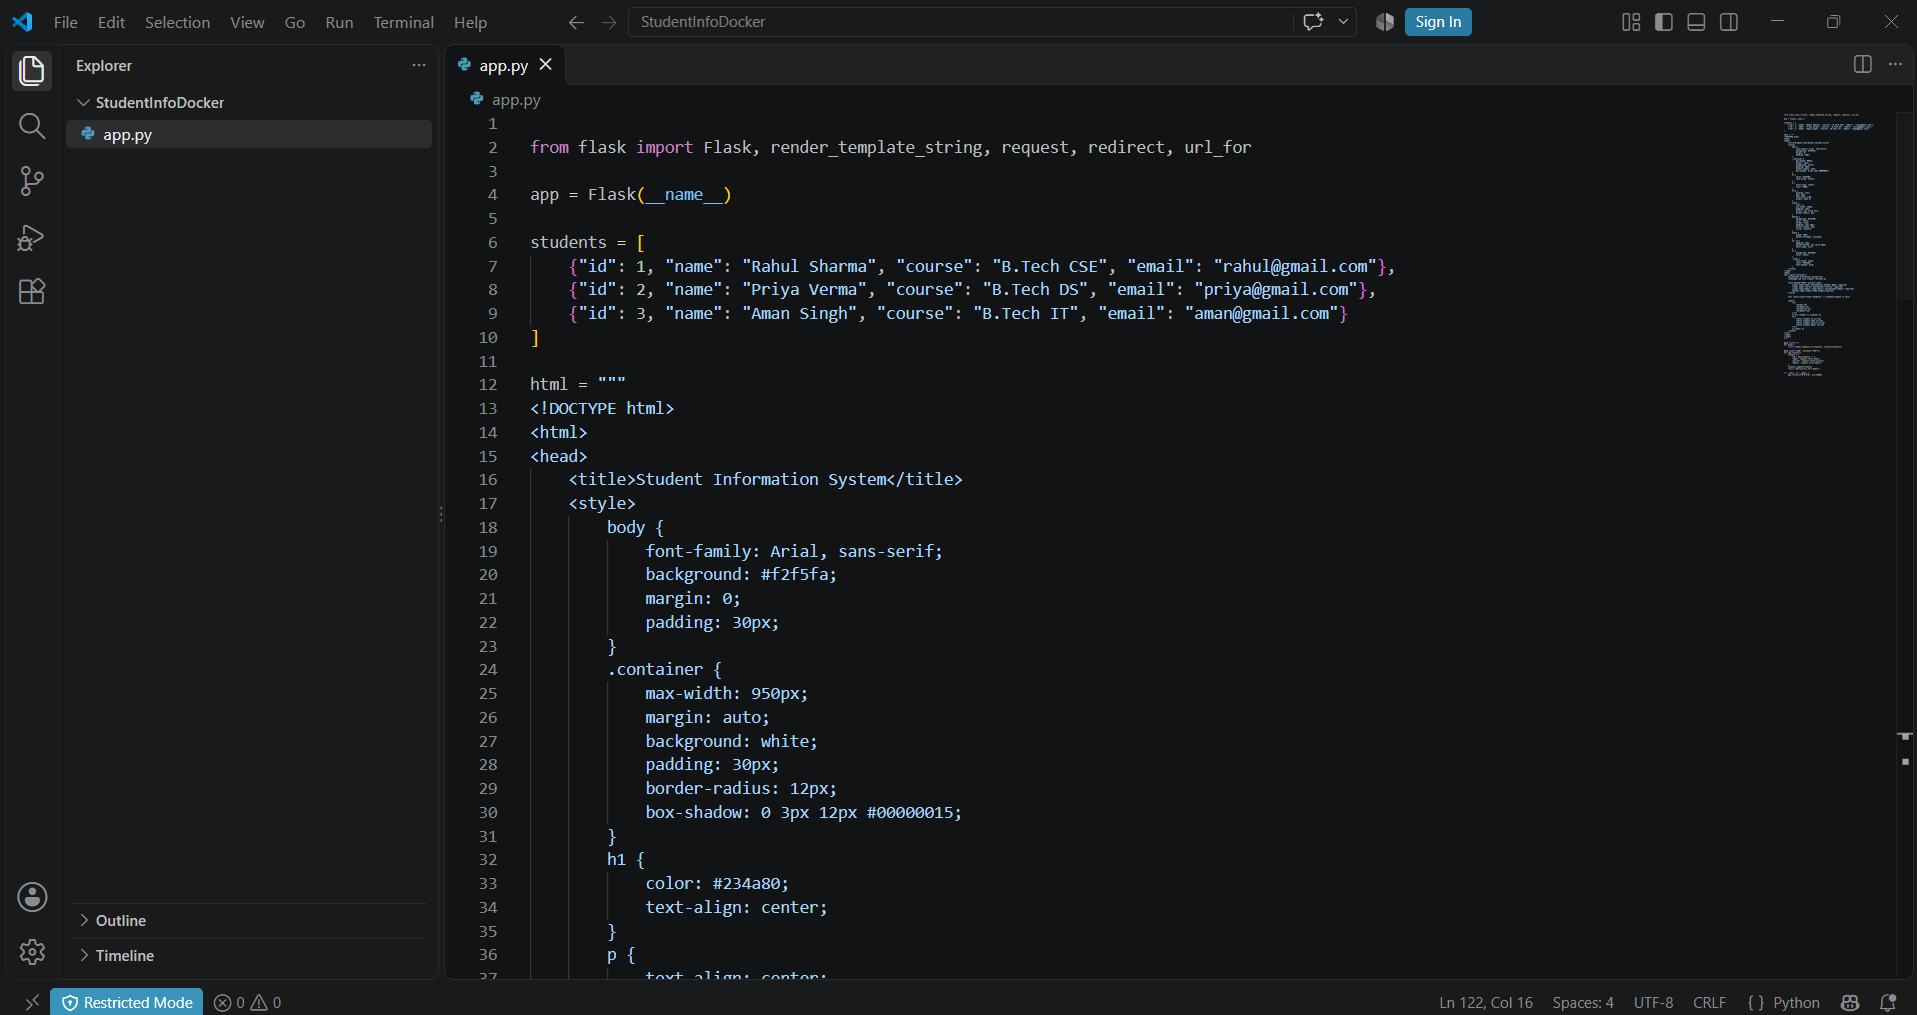 File Edit Selection View Go Run Terminal Help
StudentInfoDocker
Sign In
Explorer
StudentInfoDocker
app.py
Outline
Timeline
app.py
app.py
1
2 from flask import Flask, render_template_string, request, redirect, url_for
3
4 app = Flask(__name__)
5
6 students = [
7     {"id": 1, "name": "Rahul Sharma", "course": "B.Tech CSE", "email": "rahul@gmail.com"},
8     {"id": 2, "name": "Priya Verma", "course": "B.Tech DS", "email": "priya@gmail.com"},
9     {"id": 3, "name": "Aman Singh", "course": "B.Tech IT", "email": "aman@gmail.com"}
10 ]
11
12 html = """
13 <!DOCTYPE html>
14 <html>
15 <head>
16     <title>Student Information System</title>
17     <style>
18         body {
19             font-family: Arial, sans-serif;
20             background: #f2f5fa;
21             margin: 0;
22             padding: 30px;
23         }
24         .container {
25             max-width: 950px;
26             margin: auto;
27             background: white;
28             padding: 30px;
29             border-radius: 12px;
30             box-shadow: 0 3px 12px #00000015;
31         }
32         h1 {
33             color: #234a80;
34             text-align: center;
35         }
36         p {
37             text-align: center;
Restricted Mode 0 0
Ln 122, Col 16 Spaces: 4 UTF-8 CRLF { } Python